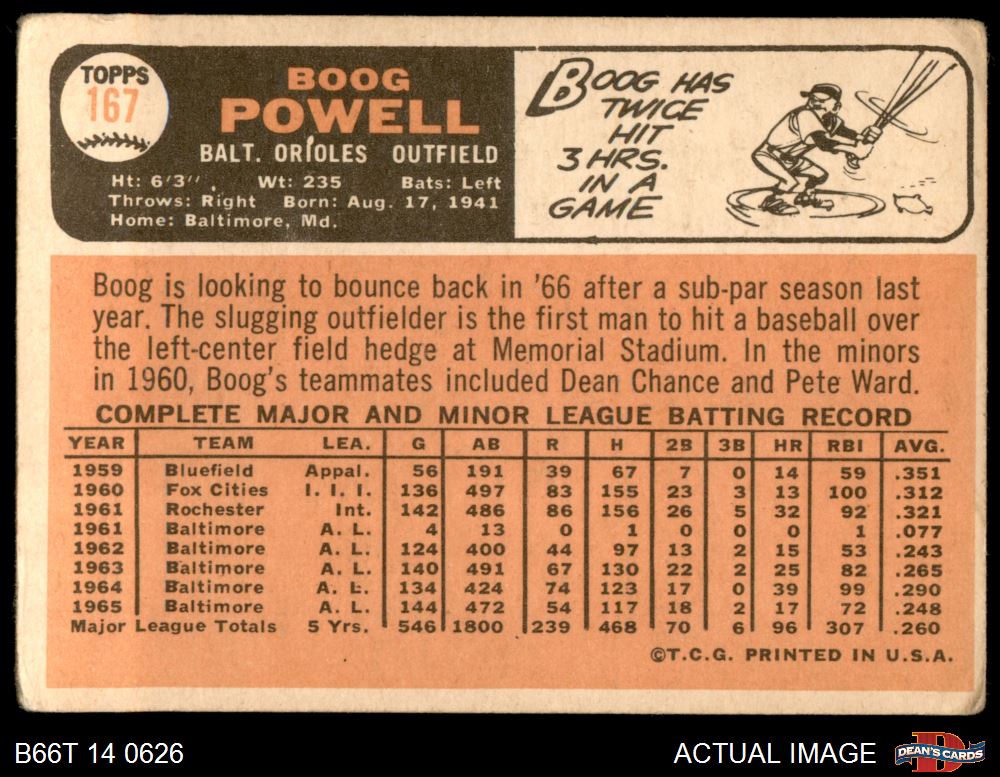 TOPPS
167
BOOG
POWELL
BALT. ORIOLES OUTFIELD
Ht: 6'3", Wt: 235 Bats: Left
Throws: Right Born: Aug. 17, 1941
Home: Baltimore, Md.
BOOG HAS
TWICE
HIT
3 HRS.
IN A
GAME
Boog is looking to bounce back in '66 after a sub-par season last
year. The slugging outfielder is the first man to hit a baseball over
the left-center field hedge at Memorial Stadium. In the minors
in 1960, Boog's teammates included Dean Chance and Pete Ward.
COMPLETE MAJOR AND MINOR LEAGUE BATTING RECORD
YEAR TEAM LEA. G AB R H 2B 3B HR RBI AVG.
1959 Bluefield Appal. 56 191 39 67 7 0 14 59 .351
1960 Fox Cities I. I. I. 136 497 83 155 23 3 13 100 .312
1961 Rochester Int. 142 486 86 156 26 5 32 92 .321
1961 Baltimore A. L. 4 13 0 1 0 0 0 1 .077
1962 Baltimore A. L. 124 400 44 97 13 2 15 53 .243
1963 Baltimore A. L. 140 491 67 130 22 2 25 82 .265
1964 Baltimore A. L. 134 424 74 123 17 0 39 99 .290
1965 Baltimore A. L. 144 472 54 117 18 2 17 72 .248
Major League Totals 5 Yrs. 546 1800 239 468 70 6 96 307 .260
©T.C.G. PRINTED IN U.S.A.
B66T 14 0626
ACTUAL IMAGE
D
DEAN'S CARDS